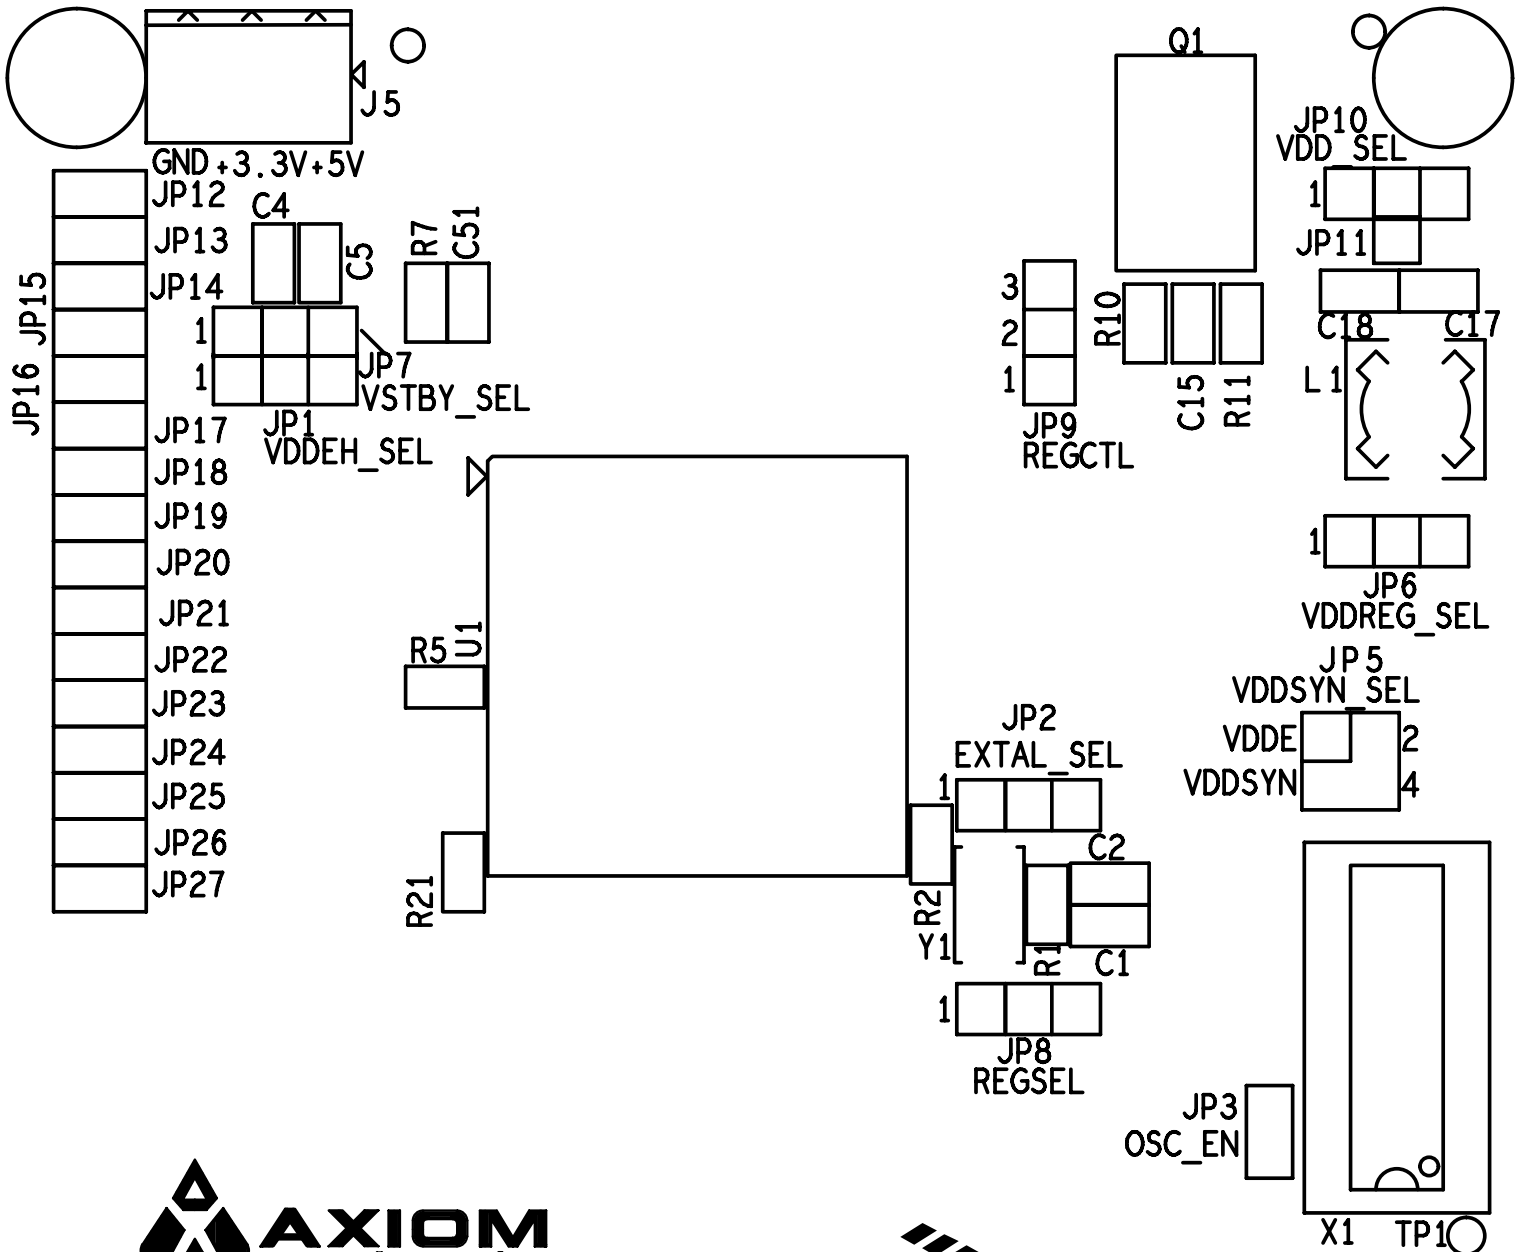 Q1
J5
JP10
VDD_SEL
GND +3.3V+5V
JP12
C4
1
R7
C51
JP13
C5
JP11
JP14
JP15
3
R10
C18
C17
1
2
JP7
JP16
1
1
L1
VSTBY_SEL
C15
R11
JP17
JP1
VDDEH_SEL
JP9
REGCTL
JP18
JP19
1
JP20
JP6
VDDREG_SEL
JP21
R5
U1
JP22
JP5
VDDSYN_SEL
JP23
JP2
EXTAL_SEL
VDDE
2
JP24
VDDSYN
4
JP25
1
JP26
C2
JP27
R21
R2
Y1
R1
C1
1
JP8
REGSEL
JP3
OSC_EN
AXIOM
X1
TP1